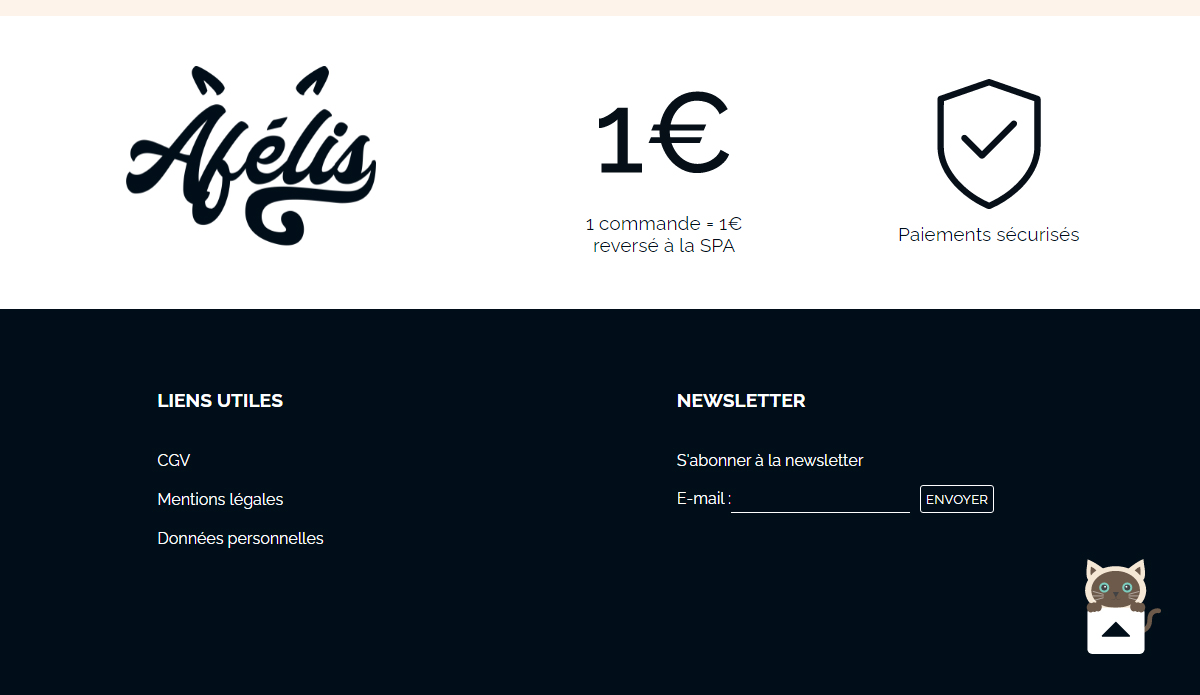 Afélis
1€
1 commande = 1€
reversé à la SPA
Paiements sécurisés
LIENS UTILES
CGV
Mentions légales
Données personnelles
NEWSLETTER
S'abonner à la newsletter
E-mail :
ENVOYER